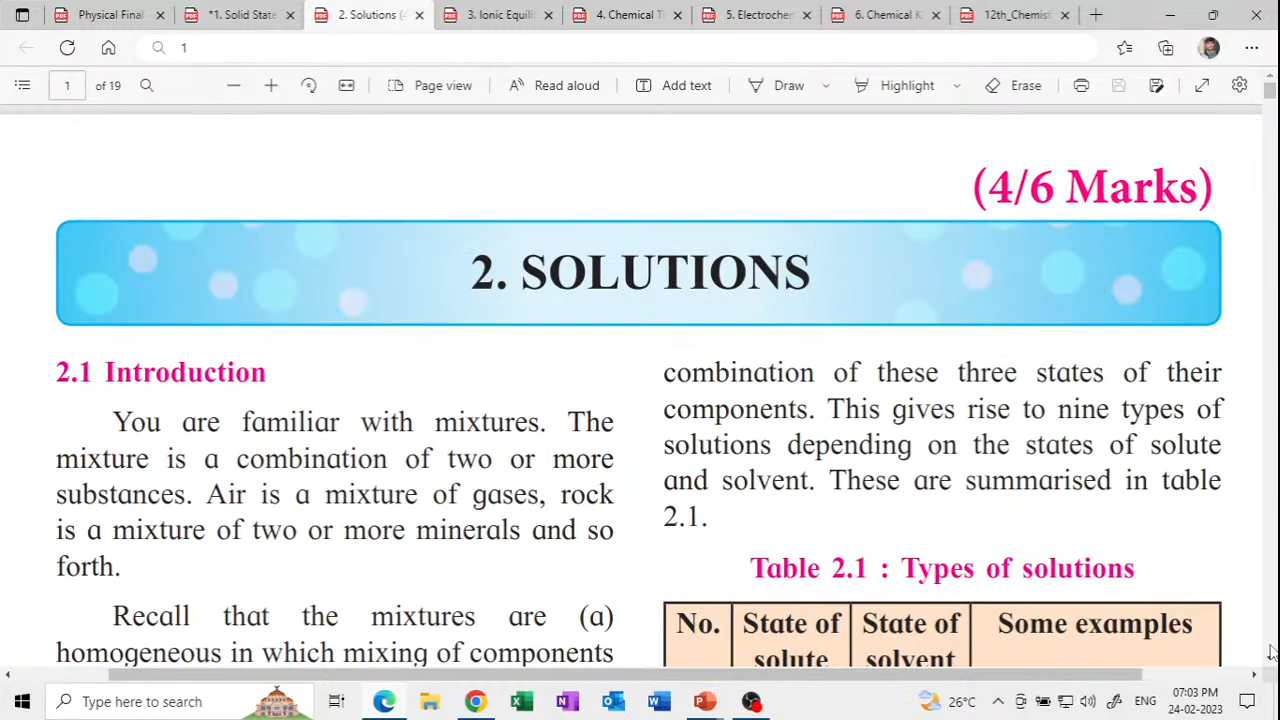 Physical Final
*1. Solid State
2. Solutions (4
3. Ionic Equili
4. Chemical T
5. Electrochem
6. Chemical K
12th_Chemist
1
1 of 19
Page view
Read aloud
Add text
Draw
Highlight
Erase
(4/6 Marks)
2. SOLUTIONS
2.1 Introduction
You are familiar with mixtures. The
mixture is a combination of two or more
substances. Air is a mixture of gases, rock
is a mixture of two or more minerals and so
forth.
Recall that the mixtures are (a)
homogeneous in which mixing of components
combination of these three states of their
components. This gives rise to nine types of
solutions depending on the states of solute
and solvent. These are summarised in table
2.1.
Table 2.1 : Types of solutions
No. State of State of Some examples
solute solvent
Type here to search
26°C
ENG
07:03 PM
24-02-2023